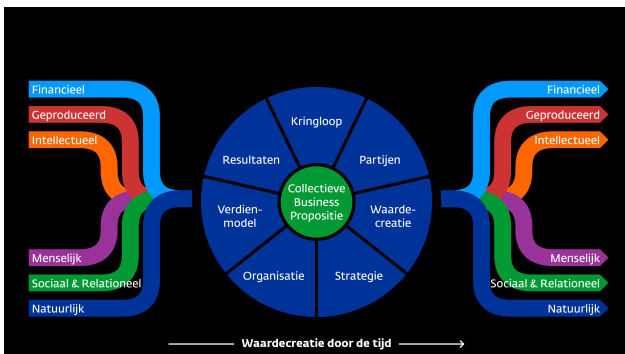 Financieel
Geproduceerd
Intellectueel
Menselijk
Sociaal & Relationeel
Natuurlijk
Kringloop
Partijen
Waarde-
creatie
Strategie
Organisatie
Verdien-
model
Resultaten
Collectieve
Business
Propositie
Financieel
Geproduceerd
Intellectueel
Menselijk
Sociaal & Relationeel
Natuurlijk
Waardecreatie door de tijd